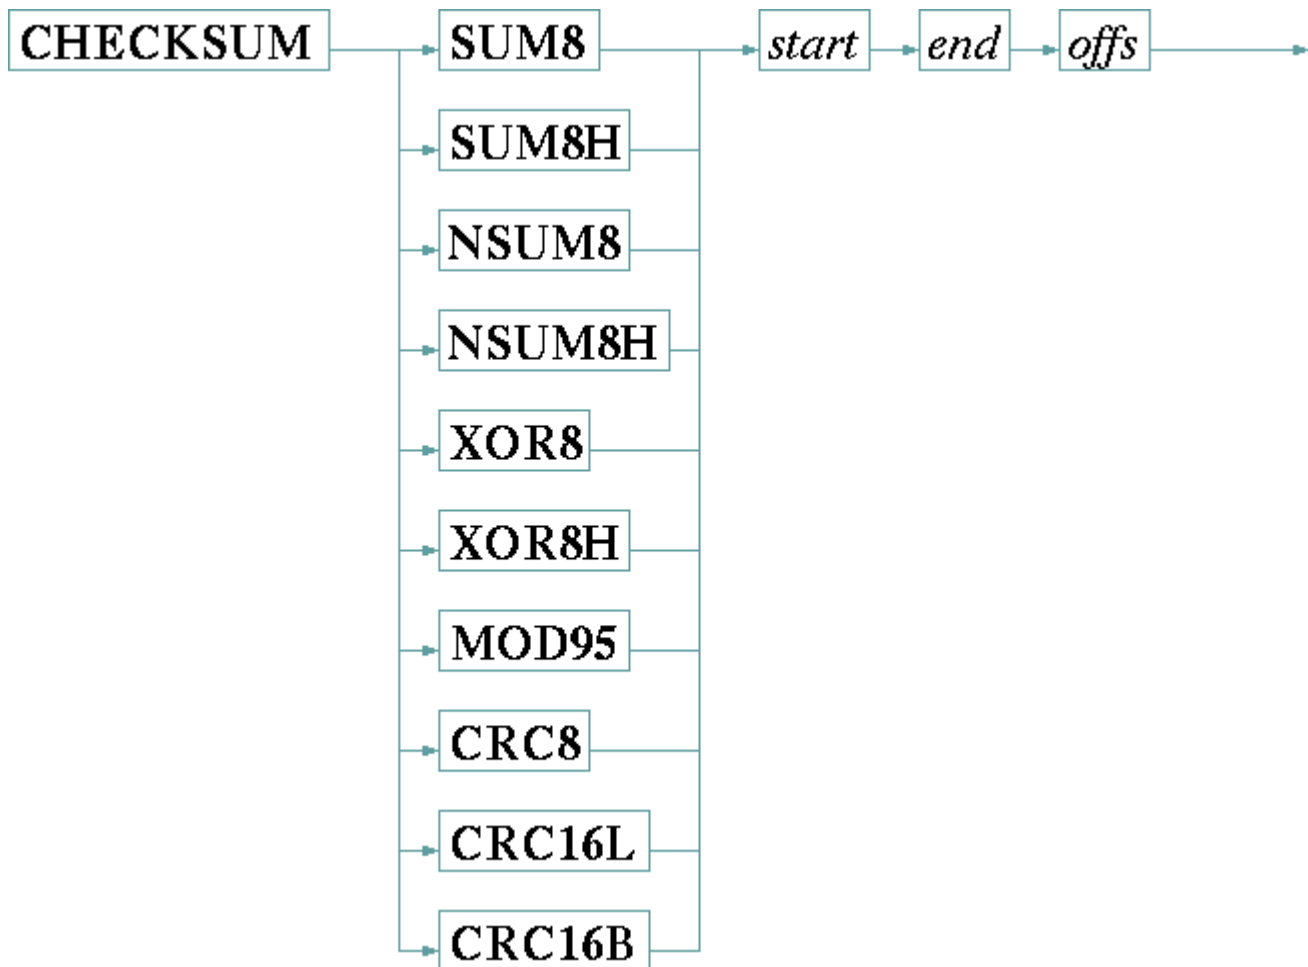 CHECKSUM SUM8 start end offs
SUM8H
NSUM8
NSUM8H
XOR8
XOR8H
MOD95
CRC8
CRC16L
CRC16B